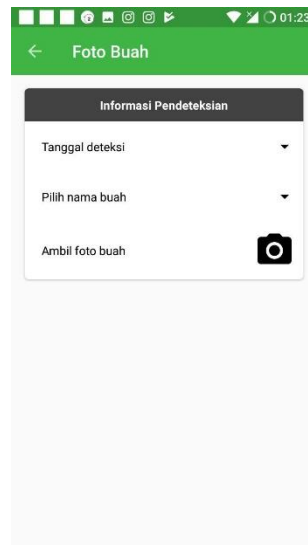 01:23
Foto Buah
Informasi Pendeteksian
Tanggal deteksi
Pilih nama buah
Ambil foto buah